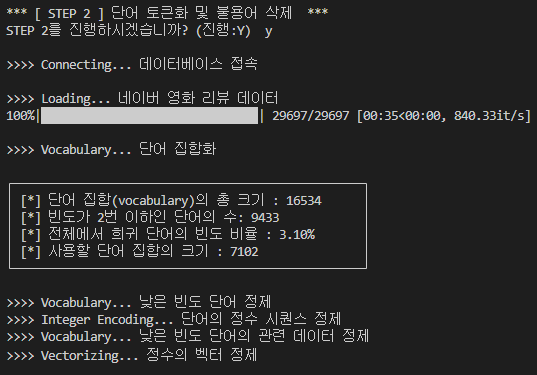 *** [ STEP 2 ] 단어 토큰화 및 불용어 삭제 ***
STEP 2를 진행하시겠습니까? (진행:Y) y
>>>> Connecting... 데이터베이스 접속
>>>> Loading... 네이버 영화 리뷰 데이터
100%| | 29697/29697 [00:35<00:00, 840.33it/s]
>>>> Vocabulary... 단어 집합화
[*] 단어 집합(vocabulary)의 총 크기 : 16534
[*] 빈도가 2번 이하인 단어의 수: 9433
[*] 전체에서 희귀 단어의 빈도 비율 : 3.10%
[*] 사용할 단어 집합의 크기 : 7102
>>>> Vocabulary... 낮은 빈도 단어 정제
>>>> Integer Encoding... 단어의 정수 시퀀스 정제
>>>> Vocabulary... 낮은 빈도 단어의 관련 데이터 정제
>>>> Vectorizing... 정수의 벡터 정제